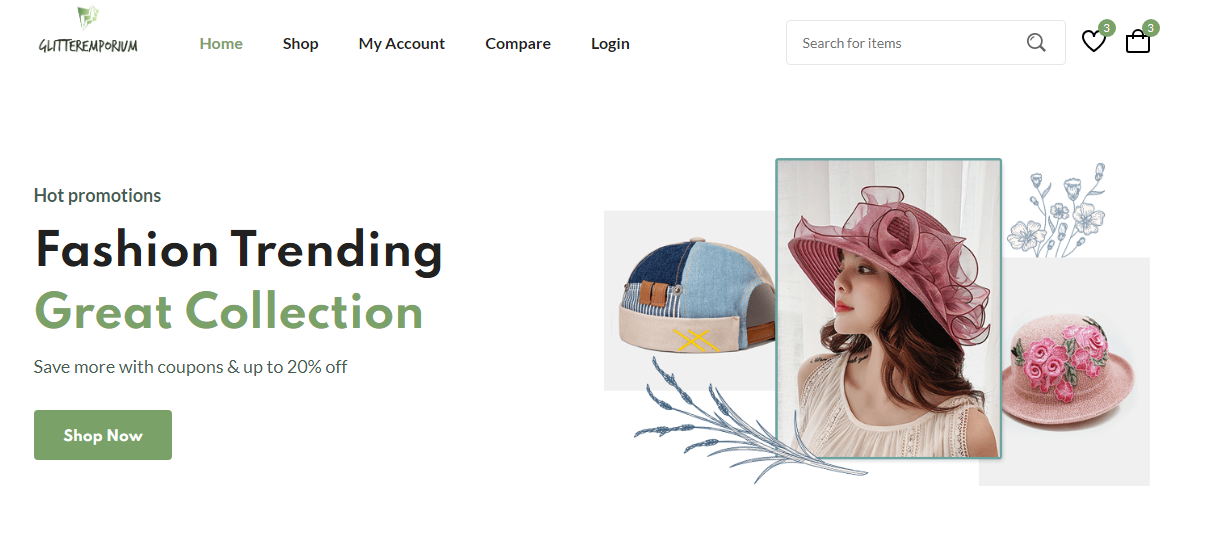 GLITTEREMPORIUM
Home Shop My Account Compare Login
Search for items
3 3
Hot promotions
Fashion Trending
Great Collection
Save more with coupons & up to 20% off
Shop Now